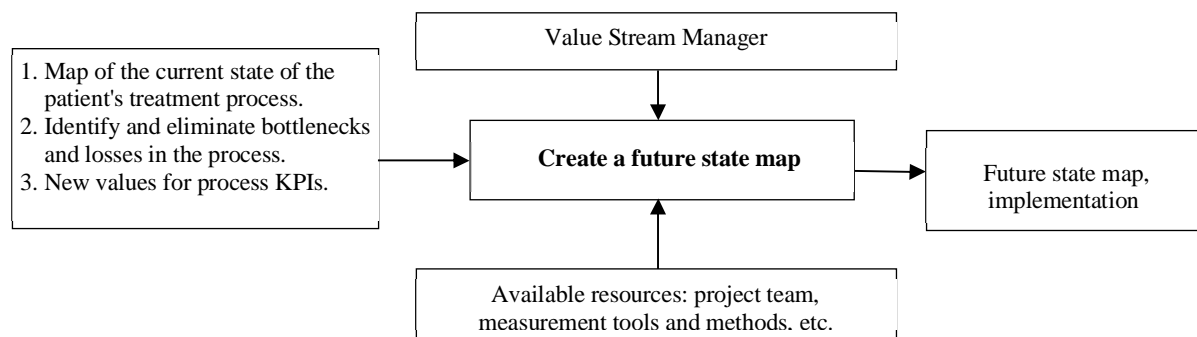 Value Stream Manager
1. Map of the current state of the
patient's treatment process.
2. Identify and eliminate bottlenecks
and losses in the process.
3. New values for process KPIs.
Create a future state map
Future state map,
implementation
Available resources: project team,
measurement tools and methods, etc.